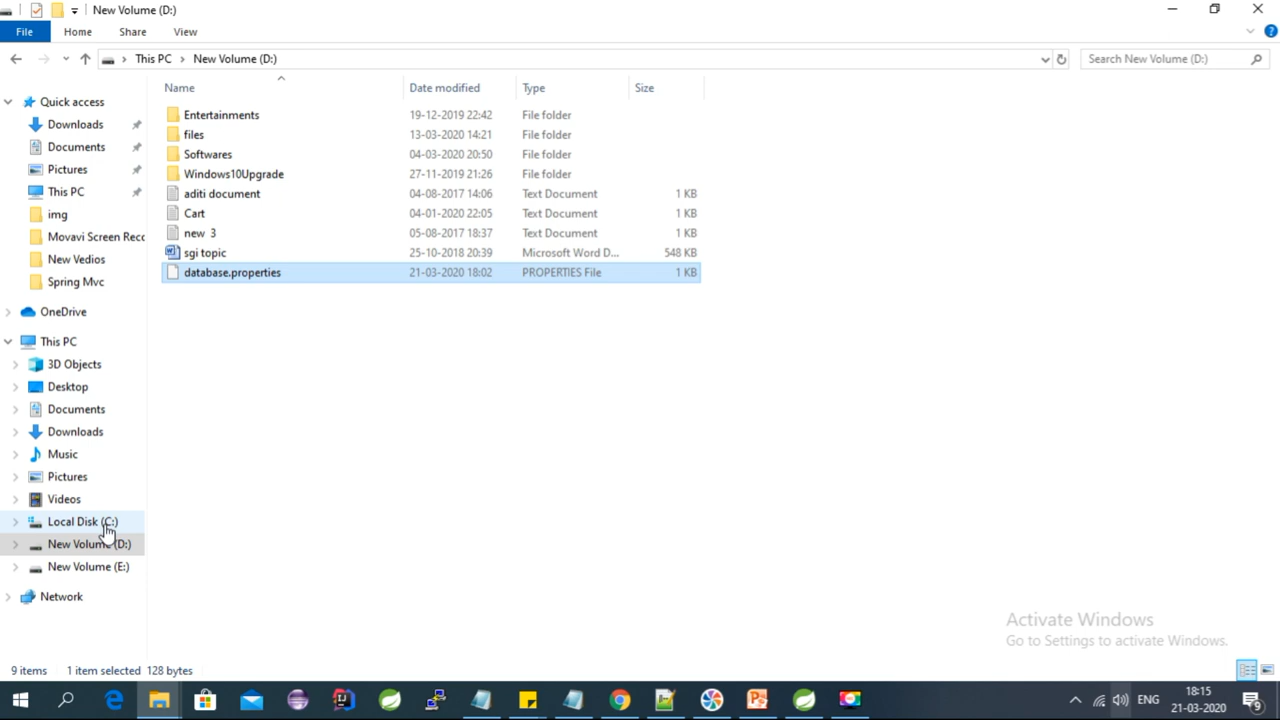 New Volume (D:)
File Home Share View
This PC New Volume (D:) Search New Volume (D:)
Name Date modified Type Size
Quick access
Downloads
Documents
Pictures
This PC
img
Movavi Screen Recc
New Vedios
Spring Mvc
OneDrive
This PC
3D Objects
Desktop
Documents
Downloads
Music
Pictures
Videos
Local Disk (C:)
New Volume (D:)
New Volume (E:)
Network
Entertainments 19-12-2019 22:42 File folder
files 13-03-2020 14:21 File folder
Softwares 04-03-2020 20:50 File folder
Windows10Upgrade 27-11-2019 21:26 File folder
aditi document 04-08-2017 14:06 Text Document 1 KB
Cart 04-01-2020 22:05 Text Document 1 KB
new 3 05-08-2017 18:37 Text Document 1 KB
sgi topic 25-10-2018 20:39 Microsoft Word D... 548 KB
database.properties 21-03-2020 18:02 PROPERTIES File 1 KB
Activate Windows
Go to Settings to activate Windows.
9 items 1 item selected 128 bytes
ENG 18:15
21-03-2020
9